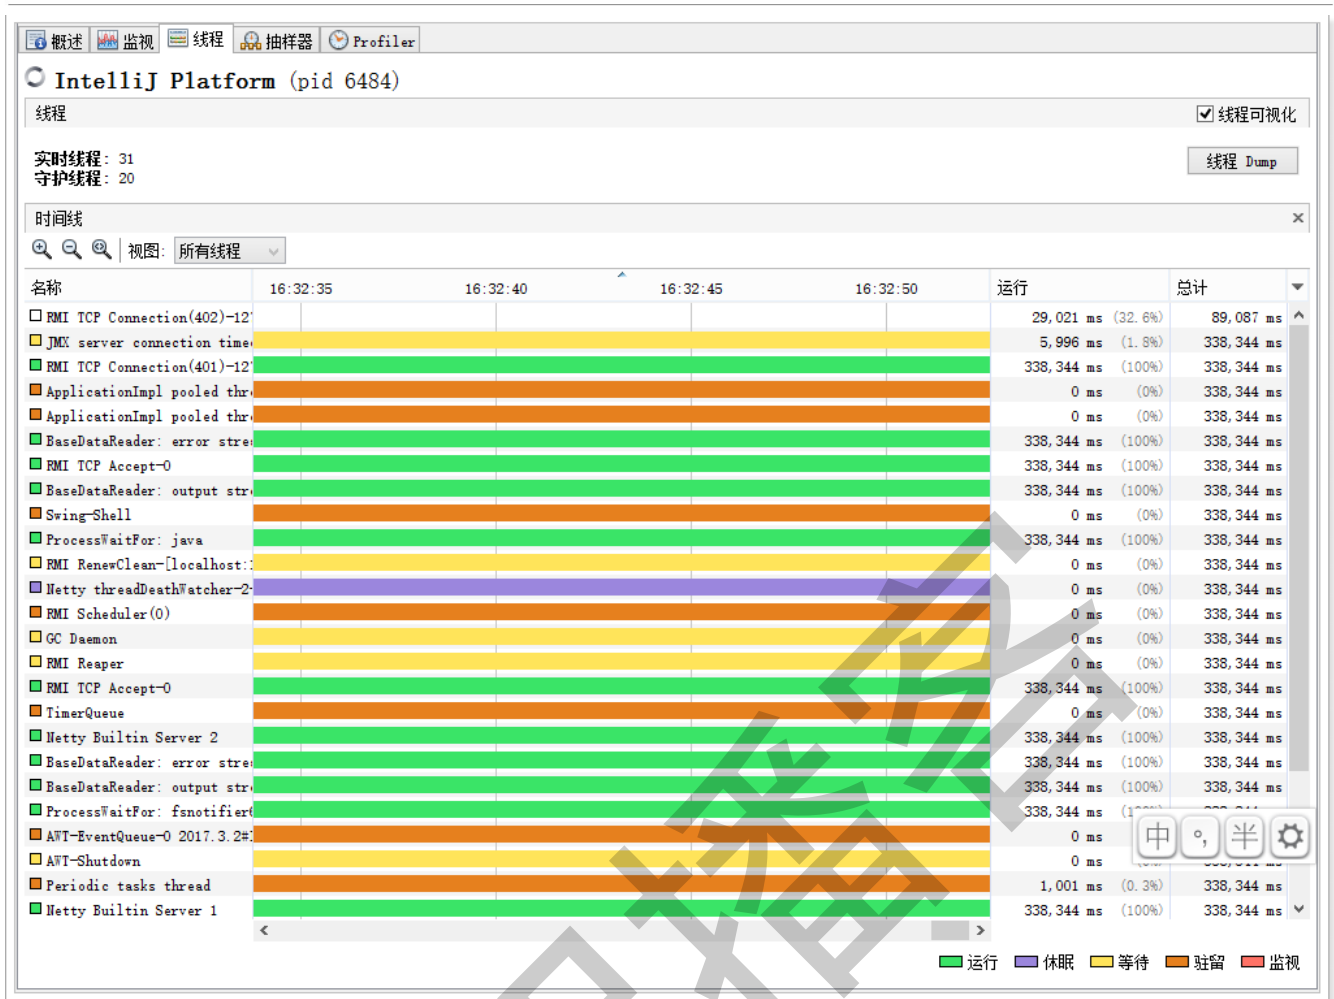 概述 监视 线程 抽样器 Profiler
IntelliJ Platform (pid 6484)
线程 线程可视化
实时线程: 31
守护线程: 20
线程 Dump
时间线
视图: 所有线程
名称 16:32:35 16:32:40 16:32:45 16:32:50 运行 总计
RMI TCP Connection(402)-12 29,021 ms (32.6%) 89,087 ms
JMX server connection time 5,996 ms (1.8%) 338,344 ms
RMI TCP Connection(401)-12 338,344 ms (100%) 338,344 ms
ApplicationImpl pooled thr 0 ms (0%) 338,344 ms
ApplicationImpl pooled thr 0 ms (0%) 338,344 ms
BaseDataReader: error stre 338,344 ms (100%) 338,344 ms
RMI TCP Accept-0 338,344 ms (100%) 338,344 ms
BaseDataReader: output str 338,344 ms (100%) 338,344 ms
Swing-Shell 0 ms (0%) 338,344 ms
ProcessWaitFor: java 338,344 ms (100%) 338,344 ms
RMI RenewClean-[localhost: 0 ms (0%) 338,344 ms
Netty threadDeathWatcher-2- 0 ms (0%) 338,344 ms
RMI Scheduler(0) 0 ms (0%) 338,344 ms
GC Daemon 0 ms (0%) 338,344 ms
RMI Reaper 0 ms (0%) 338,344 ms
RMI TCP Accept-0 338,344 ms (100%) 338,344 ms
TimerQueue 0 ms (0%) 338,344 ms
Netty Builtin Server 2 338,344 ms (100%) 338,344 ms
BaseDataReader: error stre 338,344 ms (100%) 338,344 ms
BaseDataReader: output str 338,344 ms (100%) 338,344 ms
ProcessWaitFor: fsnotifier 338,344 ms
AWT-EventQueue-0 2017.3.2# 0 ms
中 °, 半
AWT-Shutdown 0 ms
Periodic tasks thread 1,001 ms (0.3%) 338,344 ms
Netty Builtin Server 1 338,344 ms (100%) 338,344 ms
运行 休眠 等待 驻留 监视
播客